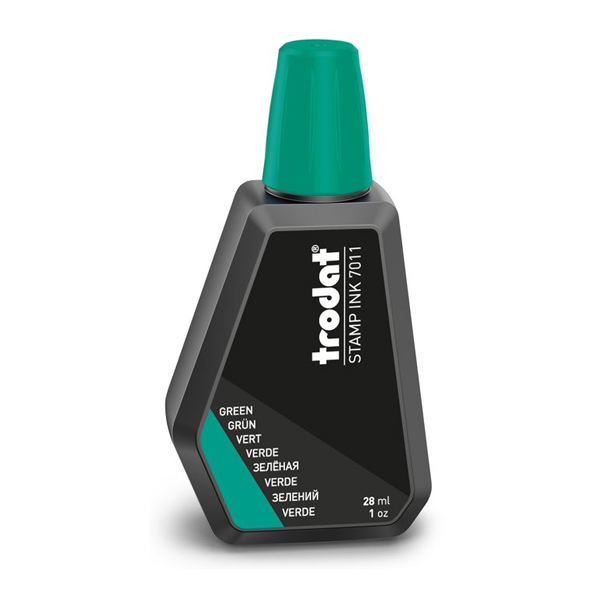 trodat®
STAMP INK 7011
GREEN
GRÜN
VERT
VERDE
ЗЕЛЁНАЯ
VERDE
ЗЕЛЕНИЙ
VERDE
28 ml
1 oz